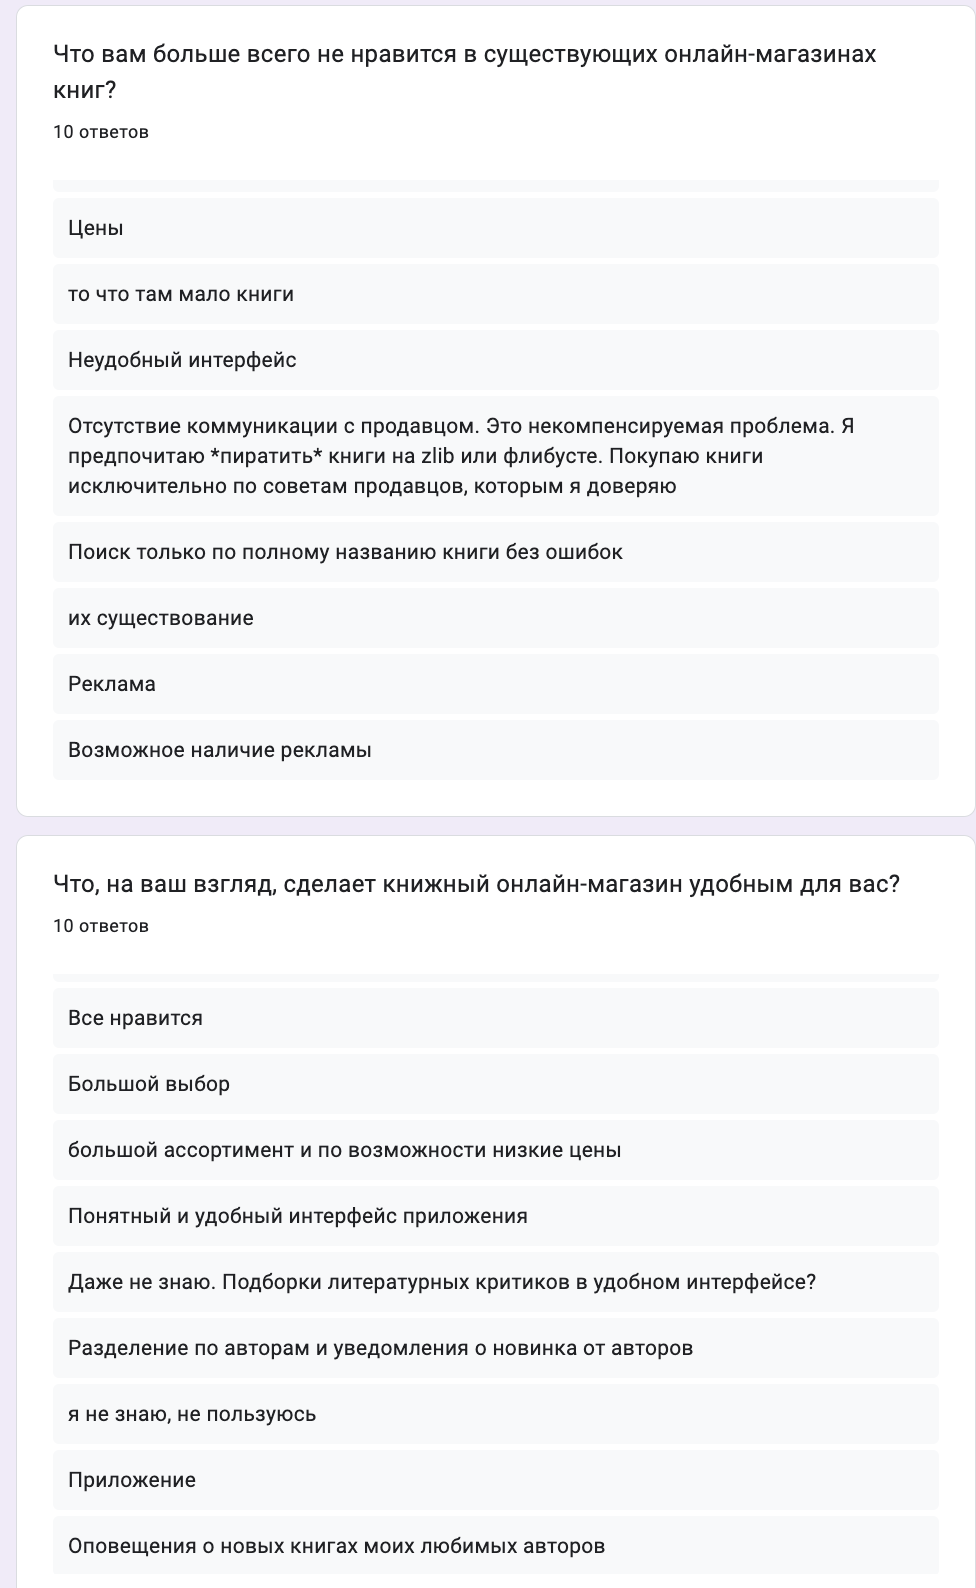 Что вам больше всего не нравится в существующих онлайн-магазинах
книг?
10 ответов
Цены
то что там мало книги
Неудобный интерфейс
Отсутствие коммуникации с продавцом. Это некомпенсируемая проблема. Я
предпочитаю *пиратить* книги на zlib или флибусте. Покупаю книги
исключительно по советам продавцов, которым я доверяю
Поиск только по полному названию книги без ошибок
их существование
Реклама
Возможное наличие рекламы
Что, на ваш взгляд, сделает книжный онлайн-магазин удобным для вас?
10 ответов
Все нравится
Большой выбор
большой ассортимент и по возможности низкие цены
Понятный и удобный интерфейс приложения
Даже не знаю. Подборки литературных критиков в удобном интерфейсе?
Разделение по авторам и уведомления о новинка от авторов
я не знаю, не пользуюсь
Приложение
Оповещения о новых книгах моих любимых авторов